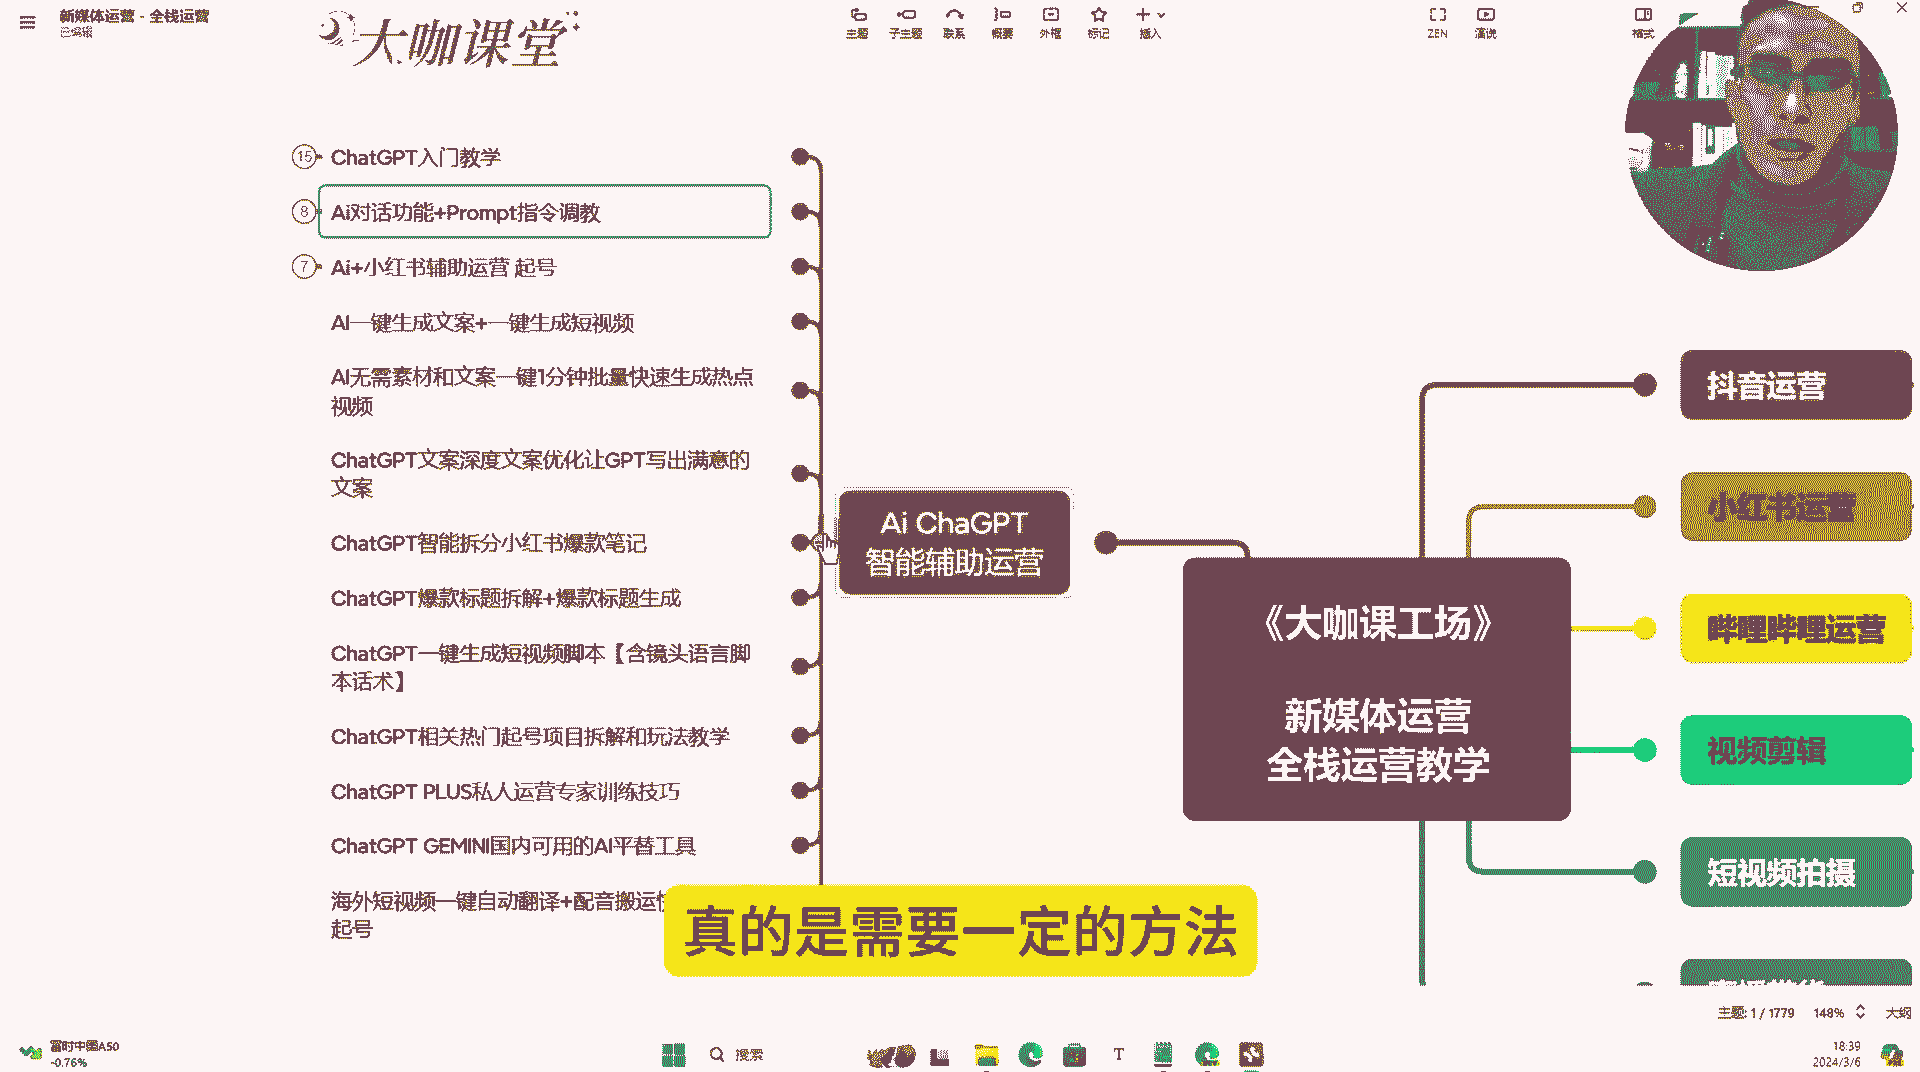 新媒体运营 - 全栈运营
已编辑
大咖课堂
主题
子主题
联系
概要
外框
标记
插入
ZEN
演说
格式
15
ChatGPT入门教学
8
Ai对话功能+Prompt指令调教
7
Ai+小红书辅助运营 起号
AI一键生成文案+一键生成短视频
AI无需素材和文案一键1分钟批量快速生成热点
视频
ChatGPT文案深度文案优化让GPT写出满意的
文案
ChatGPT智能拆分小红书爆款笔记
ChatGPT爆款标题拆解+爆款标题生成
ChatGPT一键生成短视频脚本【含镜头语言脚
本话术】
ChatGPT相关热门起号项目拆解和玩法教学
ChatGPT PLUS私人运营专家训练技巧
ChatGPT GEMINI国内可用的AI平替工具
海外短视频一键自动翻译+配音搬运
起号
Ai ChaGPT
智能辅助运营
《大咖课工场》
新媒体运营
全栈运营教学
抖音运营
小红书运营
哔哩哔哩运营
视频剪辑
短视频拍摄
真的是需要一定的方法
主题: 1 / 1779
148%
大纲
富时中国A50
-0.76%
搜索
18:39
2024/3/6